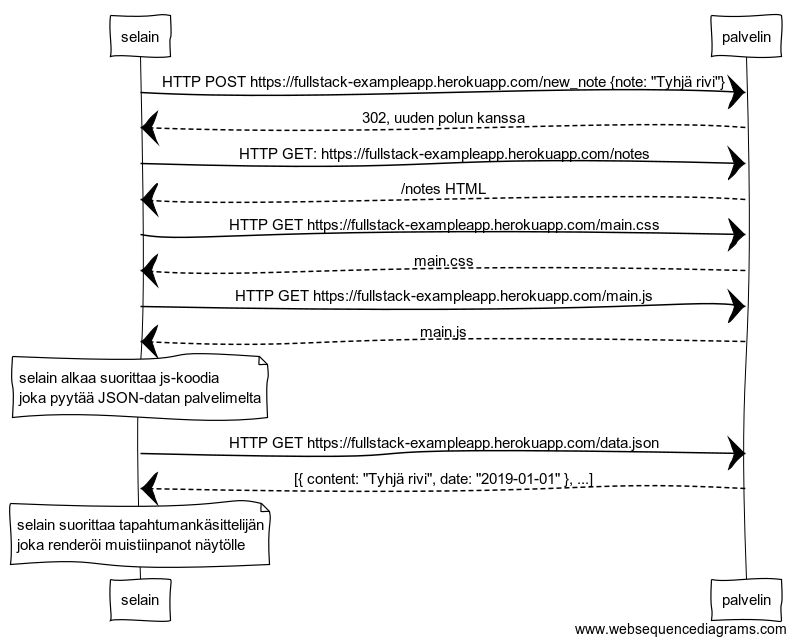 selain palvelin
HTTP POST https://fullstack-exampleapp.herokuapp.com/new_note {note: "Tyhjä rivi"}
302, uuden polun kanssa
HTTP GET: https://fullstack-exampleapp.herokuapp.com/notes
/notes HTML
HTTP GET https://fullstack-exampleapp.herokuapp.com/main.css
main.css
HTTP GET https://fullstack-exampleapp.herokuapp.com/main.js
main.js
selain alkaa suorittaa js-koodia
joka pyytää JSON-datan palvelimelta
HTTP GET https://fullstack-exampleapp.herokuapp.com/data.json
[{ content: "Tyhjä rivi", date: "2019-01-01" }, ...]
selain suorittaa tapahtumankäsittelijän
joka renderöi muistiinpanot näytölle
selain palvelin
www.websequencediagrams.com